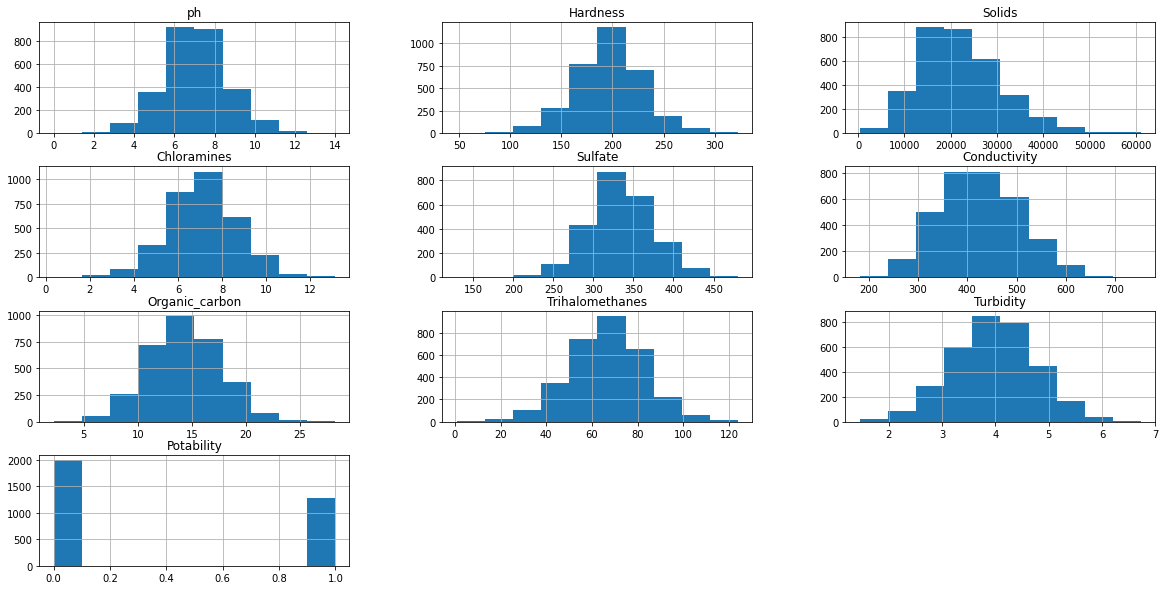 ph
800
600
400
200
0
0 2 4 6 8 10 12 14
Hardness
1000
750
500
250
0
50 100 150 200 250 300
Solids
800
600
400
200
0
0 10000 20000 30000 40000 50000 60000
Chloramines
1000
750
500
250
0
0 2 4 6 8 10 12
Sulfate
800
600
400
200
0
150 200 250 300 350 400 450
Conductivity
800
600
400
200
0
200 300 400 500 600 700
Organic_carbon
1000
750
500
250
0
5 10 15 20 25
Trihalomethanes
800
600
400
200
0
0 20 40 60 80 100 120
Turbidity
800
600
400
200
0
2 3 4 5 6 7
Potability
2000
1500
1000
500
0
0.0 0.2 0.4 0.6 0.8 1.0